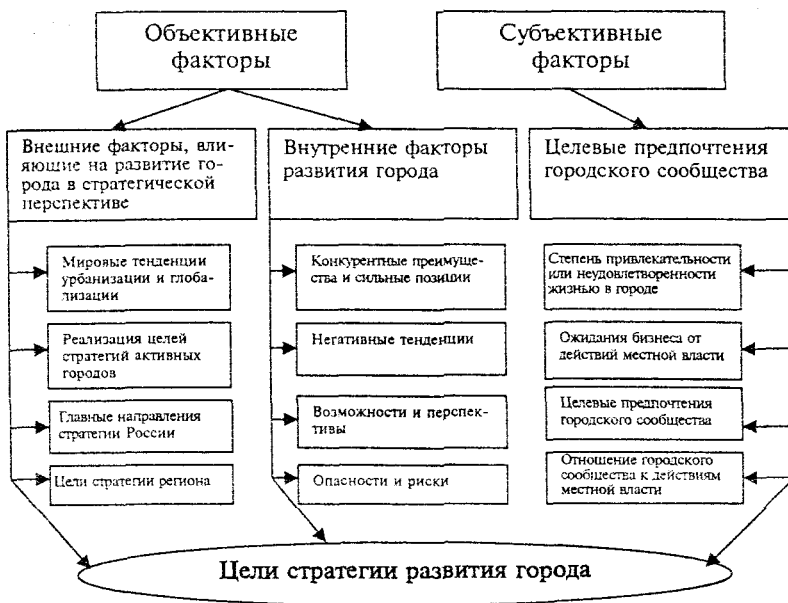 Объективные
факторы
Субъективные
факторы
Внешние факторы, вли-
яющие на развитие го-
рода в стратегической
перспективе
Внутренние факторы
развития города
Целевые предпочтения
городского сообщества
Мировые тенденции
урбанизации и глоба-
лизации
Реализация целей
стратегий активных
городов
Главные направления
стратегии России
Цели стратегии региона
Конкурентные преимуще-
ства и сильные позиции
Негативные тенденции
Возможности и перспек-
тивы
Опасности и риски
Степень привлекательности
или неудовлетворенности
жизнью в городе
Ожидания бизнеса от
действий местной власти
Целевые предпочтения
городского сообщества
Отношение городского
сообщества к действиям
местной власти
Цели стратегии развития города